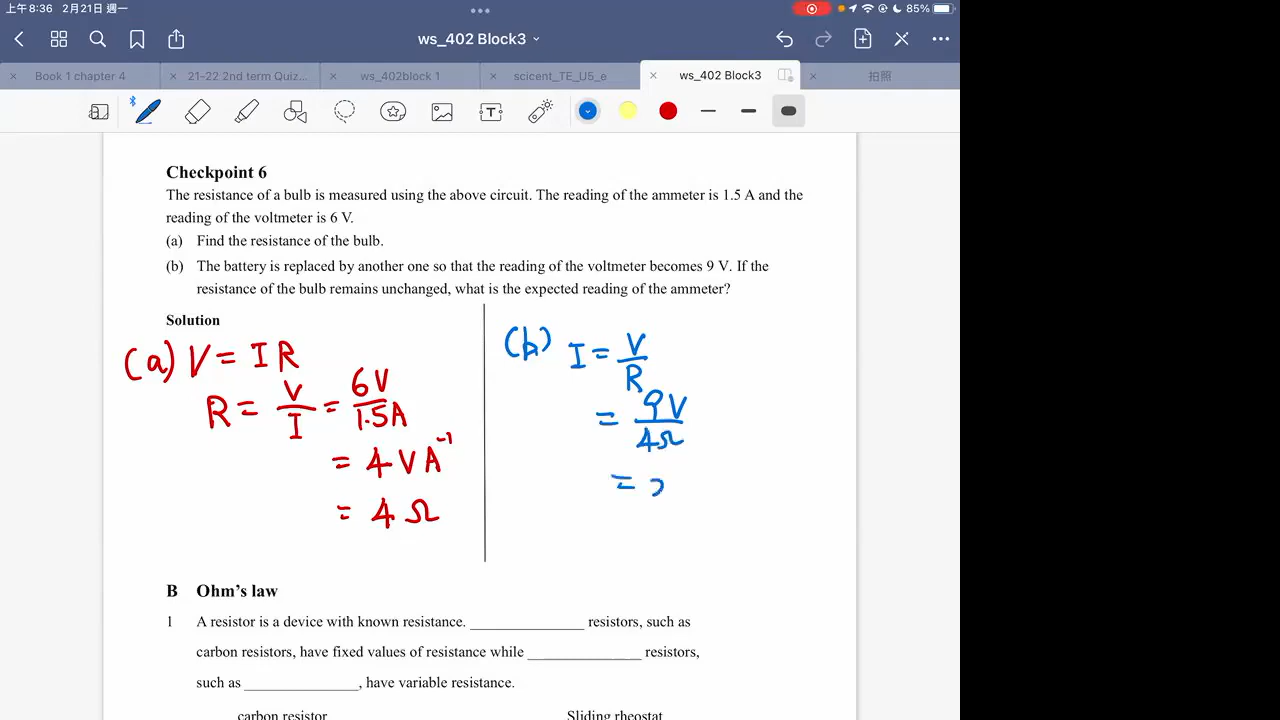 上午8:36 2月21日 週一
85%
ws_402 Block3
Book 1 chapter 4
21-22 2nd term Quiz...
ws_402block 1
scicent_TE_U5_e
ws_402 Block3
拍照
Checkpoint 6
The resistance of a bulb is measured using the above circuit. The reading of the ammeter is 1.5 A and the
reading of the voltmeter is 6 V.
(a) Find the resistance of the bulb.
(b) The battery is replaced by another one so that the reading of the voltmeter becomes 9 V. If the
resistance of the bulb remains unchanged, what is the expected reading of the ammeter?
Solution
(a) V = IR
R = V/I = 6V/1.5A
= 4 VA⁻¹
= 4 Ω
(b) I = V/R
= 9V/4Ω
=
B Ohm's law
1 A resistor is a device with known resistance. ______________ resistors, such as
carbon resistors, have fixed values of resistance while ______________ resistors,
such as ______________, have variable resistance.
carbon resistor
Sliding rheostat